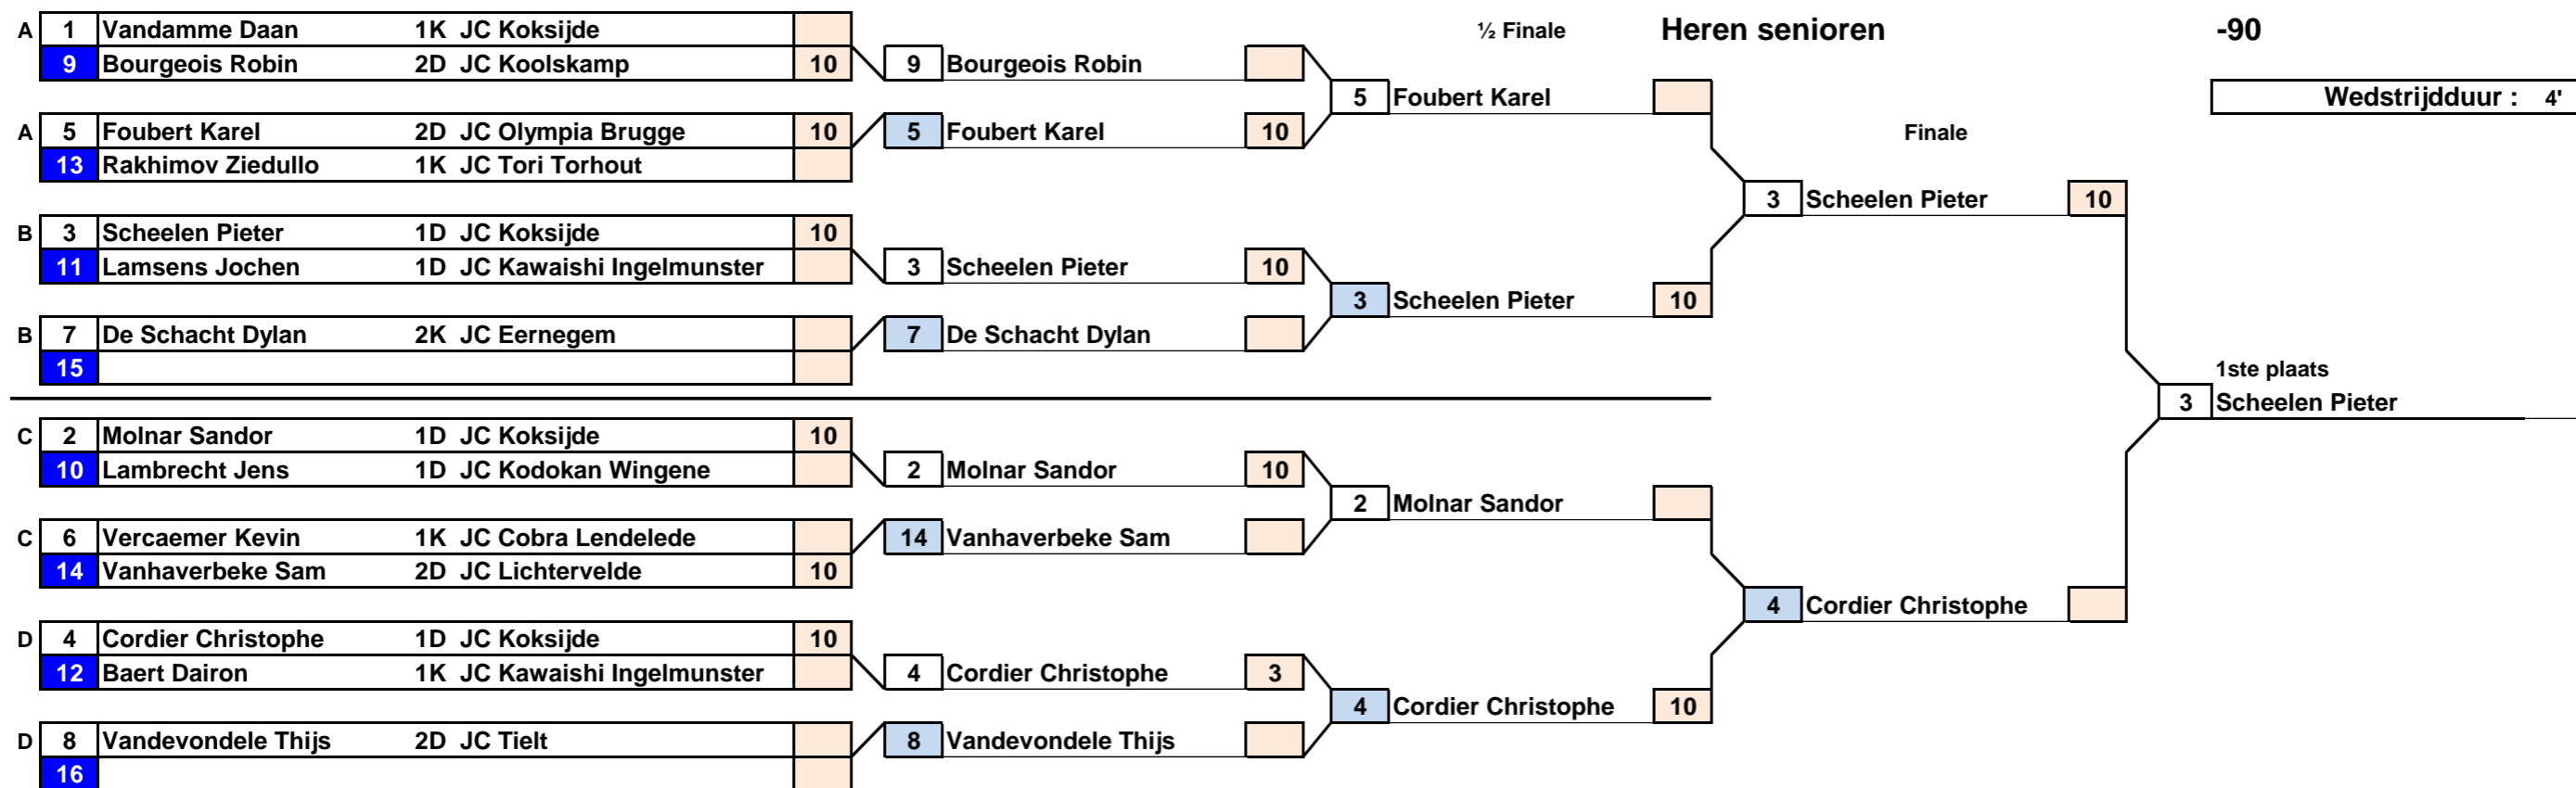 A 1 Vandamme Daan 1K JC Koksijde ½ Finale Heren senioren -90
9 Bourgeois Robin 2D JC Koolskamp 10 9 Bourgeois Robin
5 Foubert Karel Wedstrijdduur : 4'
A 5 Foubert Karel 2D JC Olympia Brugge 10 5 Foubert Karel 10 Finale
13 Rakhimov Ziedullo 1K JC Tori Torhout
3 Scheelen Pieter 10
B 3 Scheelen Pieter 1D JC Koksijde 10
11 Lamsens Jochen 1D JC Kawaishi Ingelmunster 3 Scheelen Pieter 10
3 Scheelen Pieter 10
B 7 De Schacht Dylan 2K JC Eernegem 7 De Schacht Dylan
15 1ste plaats
3 Scheelen Pieter
C 2 Molnar Sandor 1D JC Koksijde 10
10 Lambrecht Jens 1D JC Kodokan Wingene 2 Molnar Sandor 10
2 Molnar Sandor
C 6 Vercaemer Kevin 1K JC Cobra Lendelede 14 Vanhaverbeke Sam
14 Vanhaverbeke Sam 2D JC Lichtervelde 10
4 Cordier Christophe
D 4 Cordier Christophe 1D JC Koksijde 10
12 Baert Dairon 1K JC Kawaishi Ingelmunster 4 Cordier Christophe 3
4 Cordier Christophe 10
D 8 Vandevondele Thijs 2D JC Tielt 8 Vandevondele Thijs
16